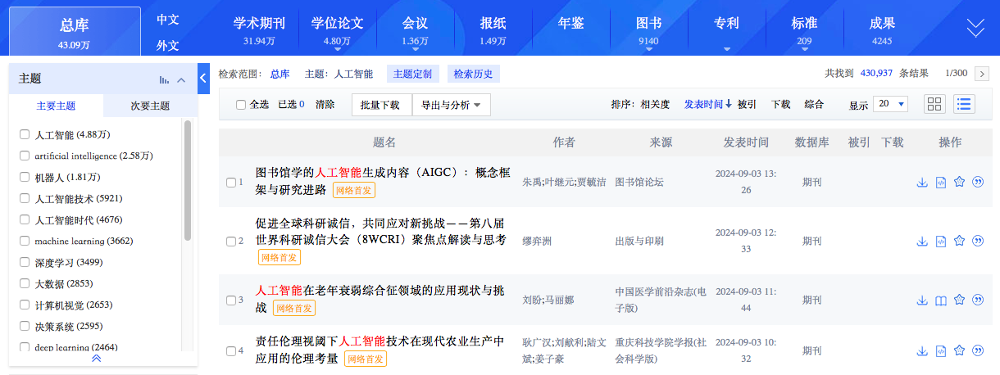 总库
43.09万
中文
外文
学术期刊
31.94万
学位论文
4.80万
会议
1.36万
报纸
1.49万
年鉴
图书
9140
专利
标准
209
成果
4245
主题
主要主题 次要主题
人工智能 (4.88万)
artificial intelligence (2.58万)
机器人 (1.81万)
人工智能技术 (5921)
人工智能时代 (4676)
machine learning (3662)
深度学习 (3499)
大数据 (2853)
计算机视觉 (2653)
决策系统 (2595)
deep learning (2464)
检索范围: 总库 主题: 人工智能 主题定制 检索历史 共找到 430,937 条结果 1/300
全选 已选 0 清除 批量下载 导出与分析 排序: 相关度 发表时间 被引 下载 综合 显示 20
题名 作者 来源 发表时间 数据库 被引 下载 操作
1
图书馆学的人工智能生成内容(AIGC):概念框
架与研究进路 网络首发
朱禹;叶继元;贾毓洁
图书馆论坛
2024-09-03 13:
26
期刊
2
促进全球科研诚信,共同应对新挑战——第八届
世界科研诚信大会(8WCRI)聚焦点解读与思考
网络首发
缪弈洲
出版与印刷
2024-09-03 12:
33
期刊
3
人工智能在老年衰弱综合征领域的应用现状与挑
战 网络首发
刘盼;马丽娜
中国医学前沿杂志(电
子版)
2024-09-03 11:
44
期刊
4
责任伦理视阈下人工智能技术在现代农业生产中
应用的伦理考量 网络首发
耿广汉;刘献利;陆文
斌;姜子豪
重庆科技学院学报(社
会科学版)
2024-09-03 10:
32
期刊